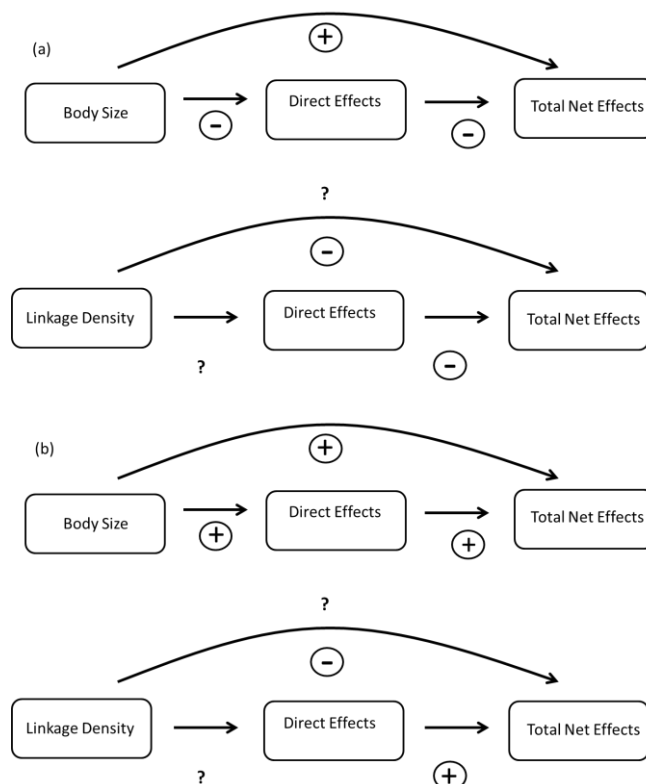 +
(a)
Body Size
-
Direct Effects
-
Total Net Effects
?
-
Linkage Density
?
Direct Effects
-
Total Net Effects
+
(b)
Body Size
+
Direct Effects
+
Total Net Effects
?
-
Linkage Density
?
Direct Effects
+
Total Net Effects